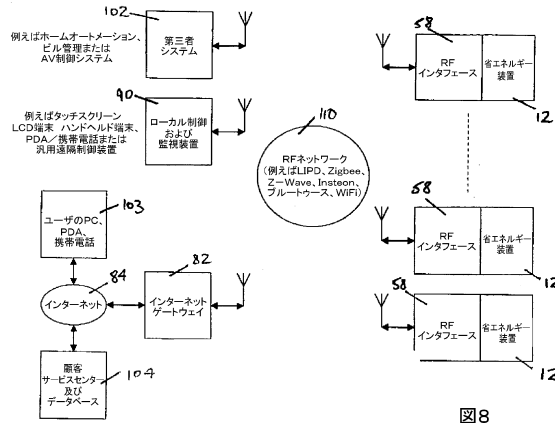 102
例えばホームオートメーション、
ビル管理または
AV制御システム
第三者
システム
90
例えばタッチスクリーン
LCD端末 ハンドヘルド端末、
PDA/携帯電話または
汎用遠隔制御装置
ローカル制御
および
監視装置
103
ユーザのPC、
PDA、
携帯電話
84
インターネット
82
インターネット
ゲートウェイ
顧客
サービスセンター
及び
データベース
104
110
RFネットワーク
(例えばLIPD、Zigbee、
Z-Wave、Insteon、
ブルートゥース、WiFi)
58
RF
インタフェース
省エネルギー
装置
12
58
RF
インタフェース
省エネルギー
装置
12
58
RF
インタフェース
省エネルギー
装置
12
図8